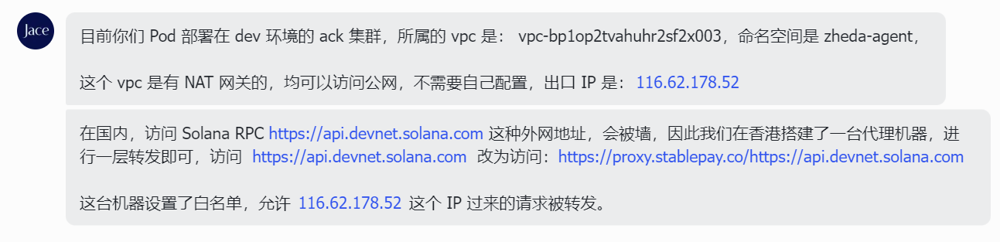 Jace
目前你们 Pod 部署在 dev 环境的 ack 集群，所属的 vpc 是： vpc-bp1op2tvahuhr2sf2x003，命名空间是 zheda-agent，
这个 vpc 是有 NAT 网关的，均可以访问公网，不需要自己配置，出口 IP 是： 116.62.178.52
在国内，访问 Solana RPC https://api.devnet.solana.com 这种外网地址，会被墙，因此我们在香港搭建了一台代理机器，进
行一层转发即可，访问 https://api.devnet.solana.com 改为访问：https://proxy.stablepay.co/https://api.devnet.solana.com
这台机器设置了白名单，允许 116.62.178.52 这个 IP 过来的请求被转发。